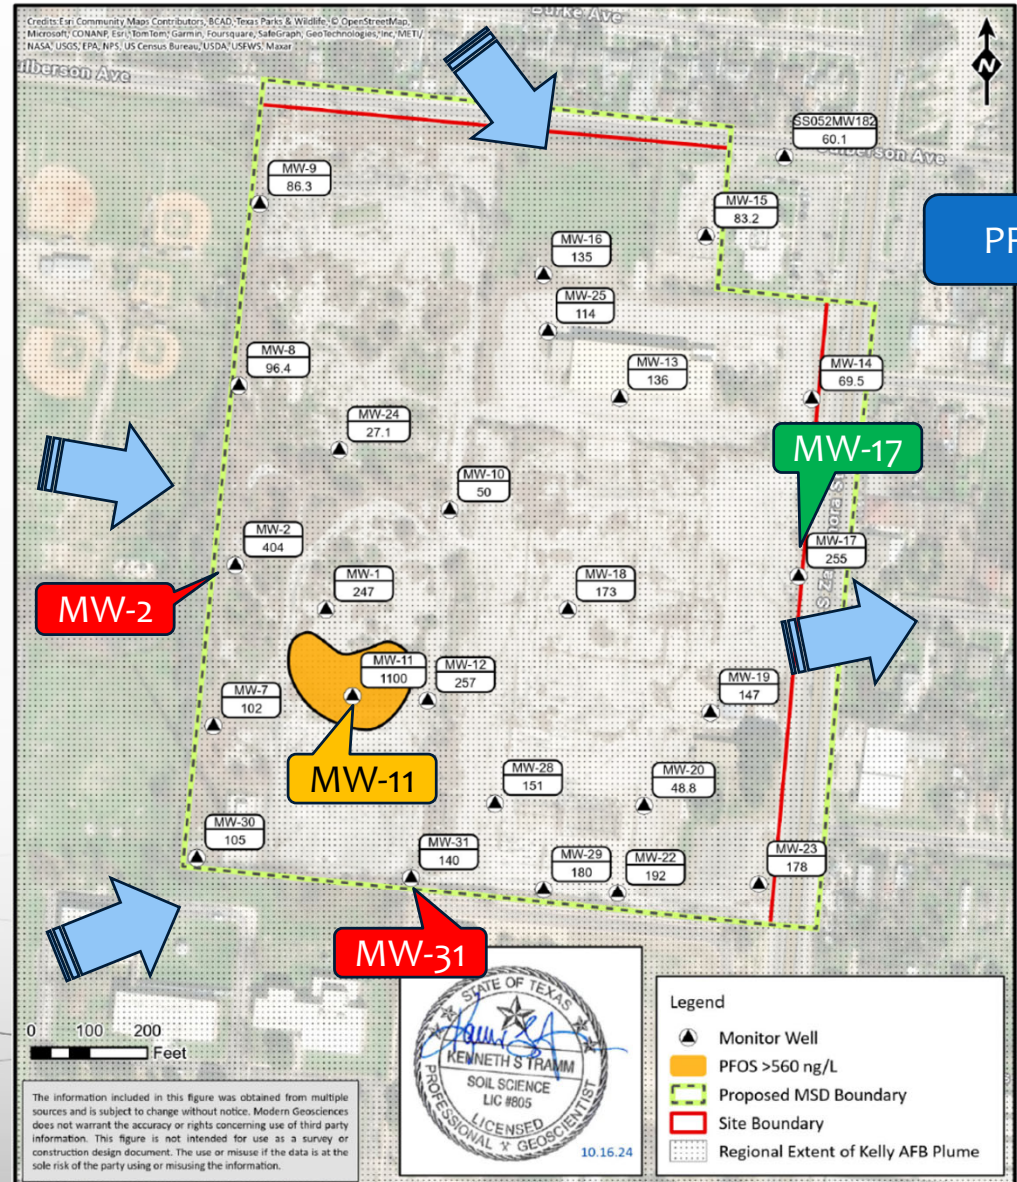 Credits: Esri Community Maps Contributors, BCAD, Texas Parks & Wildlife, © OpenStreetMap,
Microsoft, CONANP, Esri, TomTom, Garmin, Foursquare, SafeGraph, GeoTechnologies, Inc, METI/
NASA, USGS, EPA, NPS, US Census Bureau, USDA, USFWS, Maxar
Burke Ave
ulberson Ave
N
SS052MW182
60.1
Culberson Ave
MW-9
86.3
MW-15
83.2
PF
MW-16
135
MW-25
114
MW-8
96.4
MW-13
136
MW-14
69.5
MW-24
27.1
MW-17
MW-10
50
MW-2
404
MW-17
255
MW-2
MW-1
247
MW-18
173
MW-11
1100
MW-12
257
MW-19
147
MW-7
102
MW-11
MW-28
151
MW-20
48.8
MW-30
105
MW-31
140
MW-29
180
MW-22
192
MW-23
178
MW-31
0 100 200
Feet
STATE OF TEXAS
KENNETH S TRAMM
SOIL SCIENCE
LIC #805
LICENSED
PROFESSIONAL GEOSCIENTIST
10.16.24
Legend
Monitor Well
PFOS >560 ng/L
Proposed MSD Boundary
Site Boundary
Regional Extent of Kelly AFB Plume
The information included in this figure was obtained from multiple
sources and is subject to change without notice. Modern Geosciences
does not warrant the accuracy or rights concerning use of third party
information. This figure is not intended for use as a survey or
construction design document. The use or misuse if the data is at the
sole risk of the party using or misusing the information.